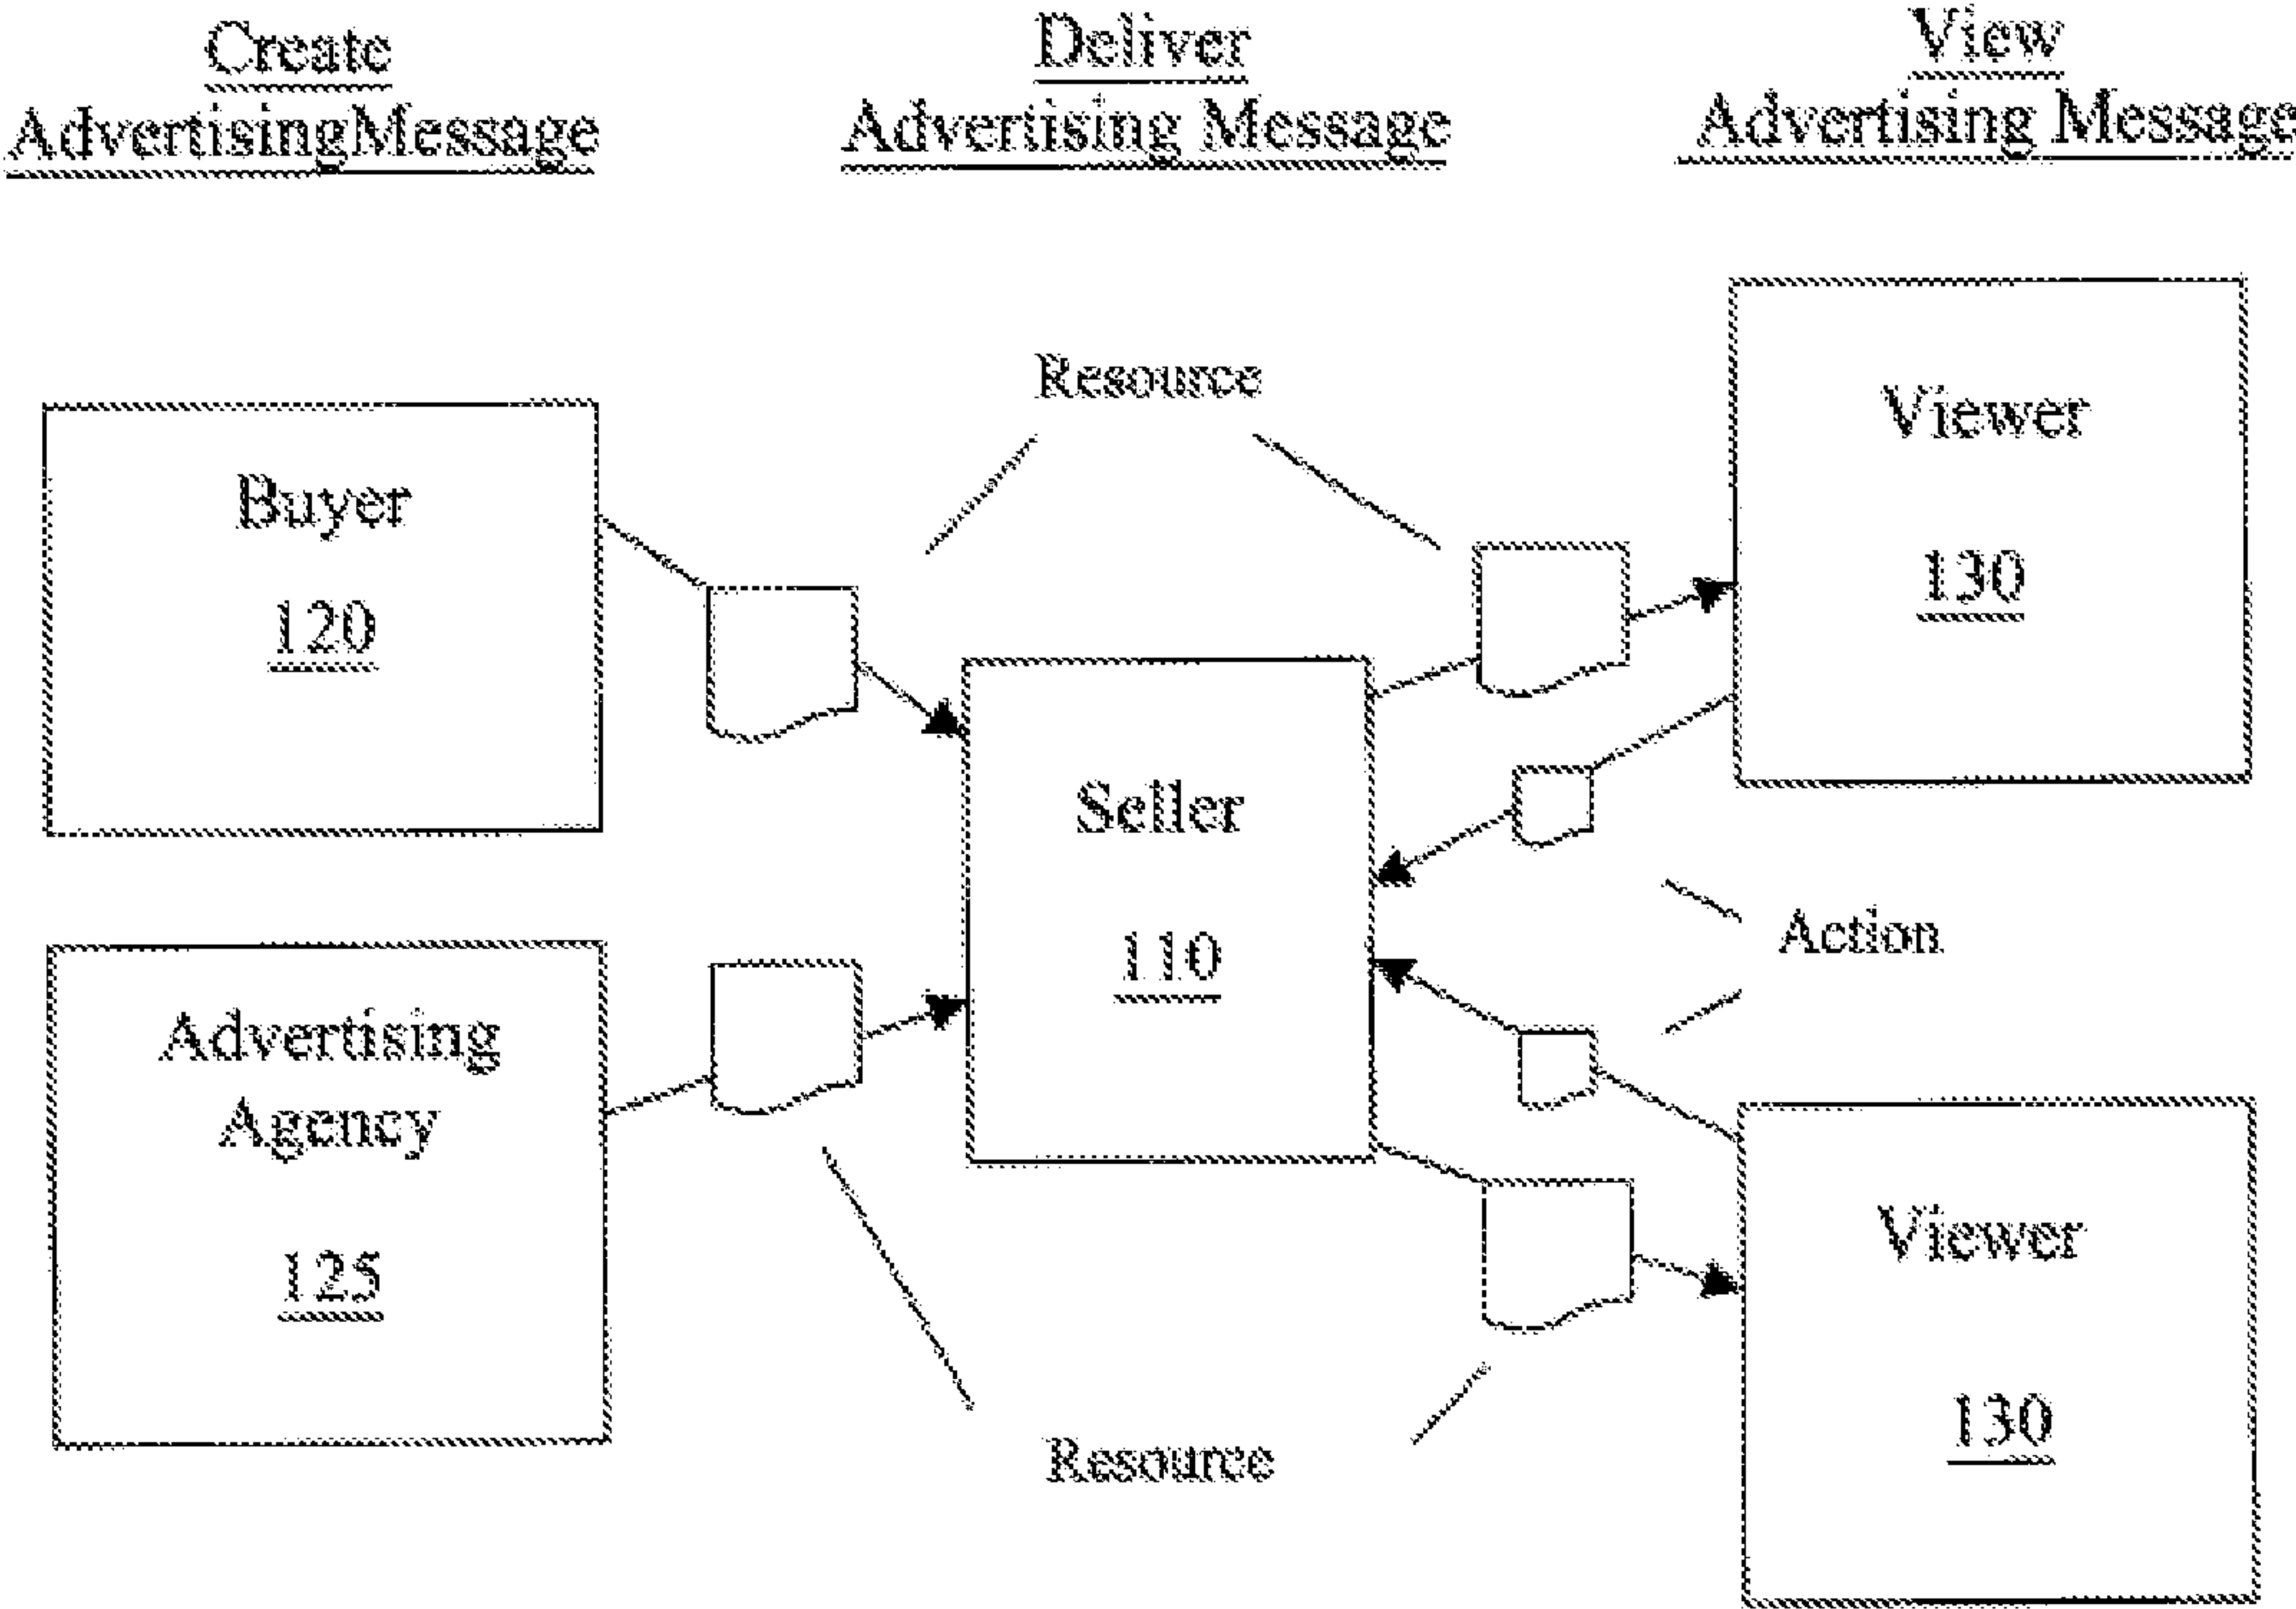 Create
AdvertisingMessage
Deliver
Advertising Message
View
Advertising Message
Resource
Buyer
120
Viewer
130
Seller
110
Action
Advertising
Agency
125
Viewer
130
Resource